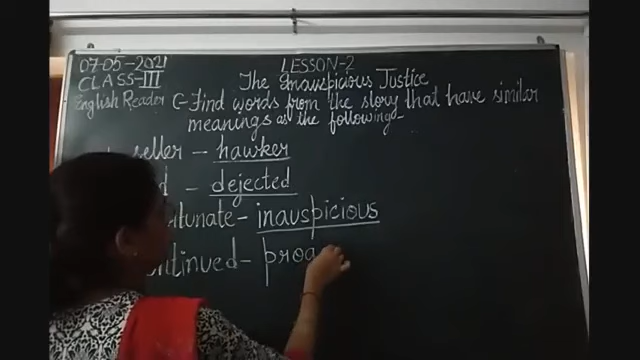 07-05-2021 LESSON-2
CLASS-III The Inauspicious Justice
English Reader C-Find words from the story that have similar
meanings as the following-
seller - hawker
- dejected
- inauspicious
- prog